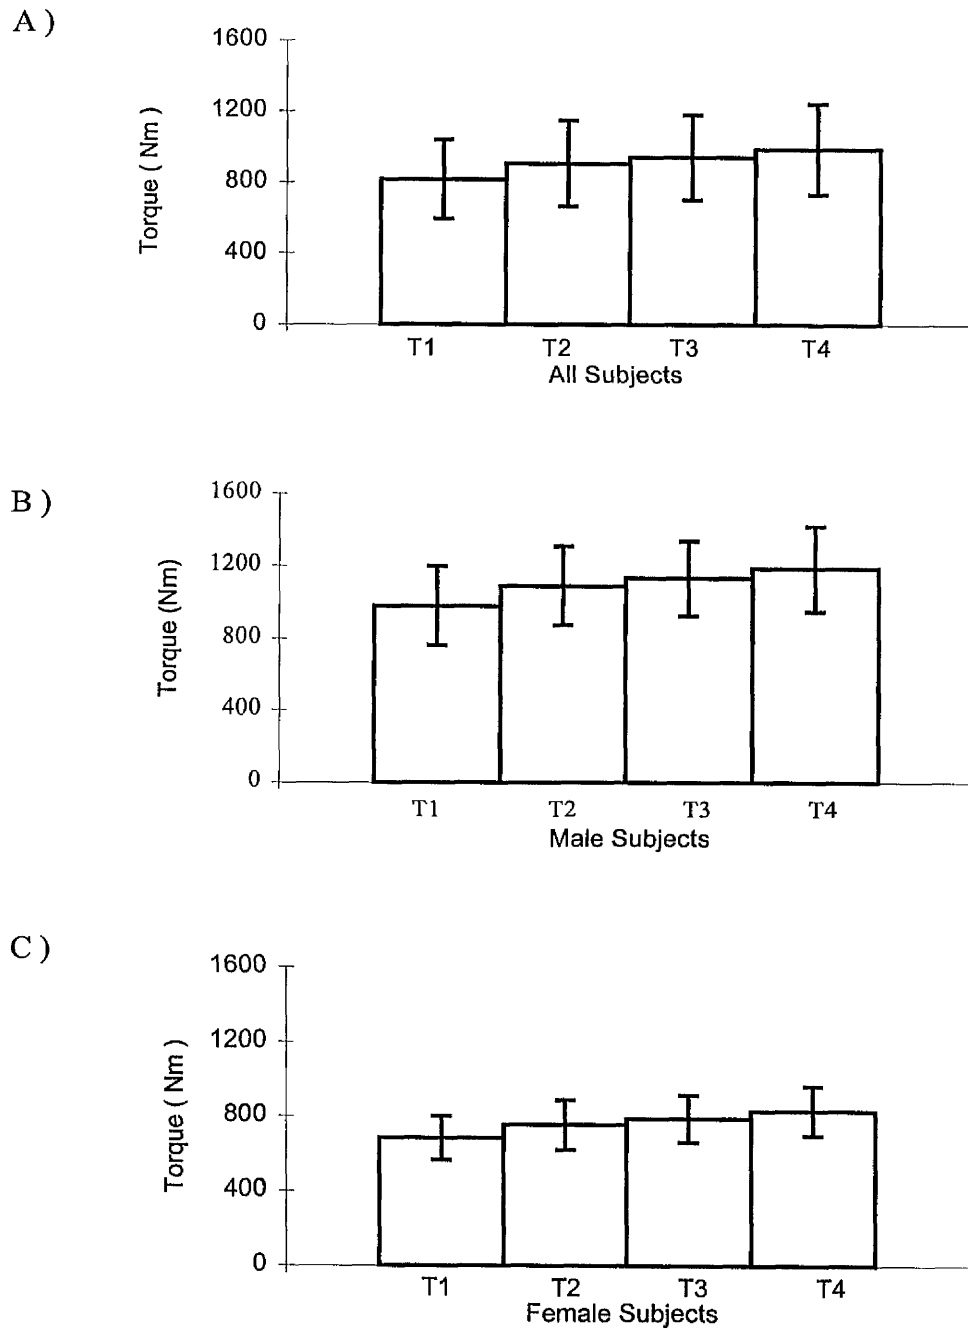 A )
1600
1200
800
400
0
Torque ( Nm )
T1 T2 T3 T4
All Subjects
B )
1600
1200
800
400
0
Torque (Nm)
T1 T2 T3 T4
Male Subjects
C )
1600
1200
800
400
0
Torque ( Nm )
T1 T2 T3 T4
Female Subjects